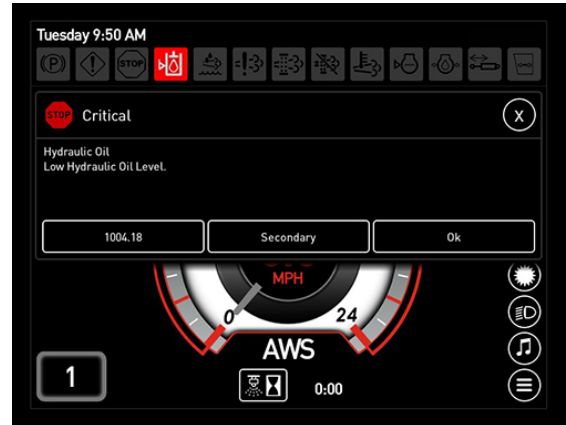 Tuesday 9:50 AM
(P) STOP
STOP Critical X
Hydraulic Oil
Low Hydraulic Oil Level.
1004.18 Secondary Ok
MPH
0 24
AWS
1
0:00